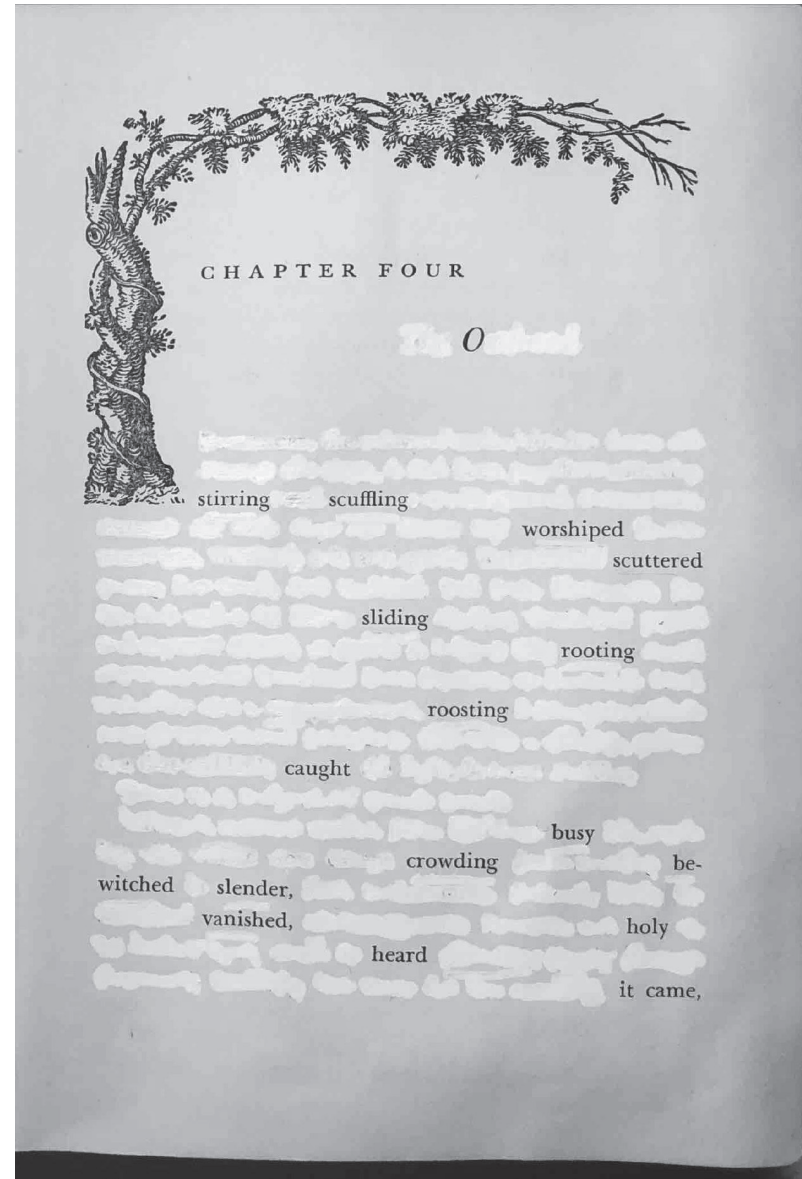 CHAPTER FOUR
O
stirring scuffling
worshiped
scuttered
sliding
rooting
roosting
caught
busy
crowding be-
witched slender,
vanished, holy
heard
it came,